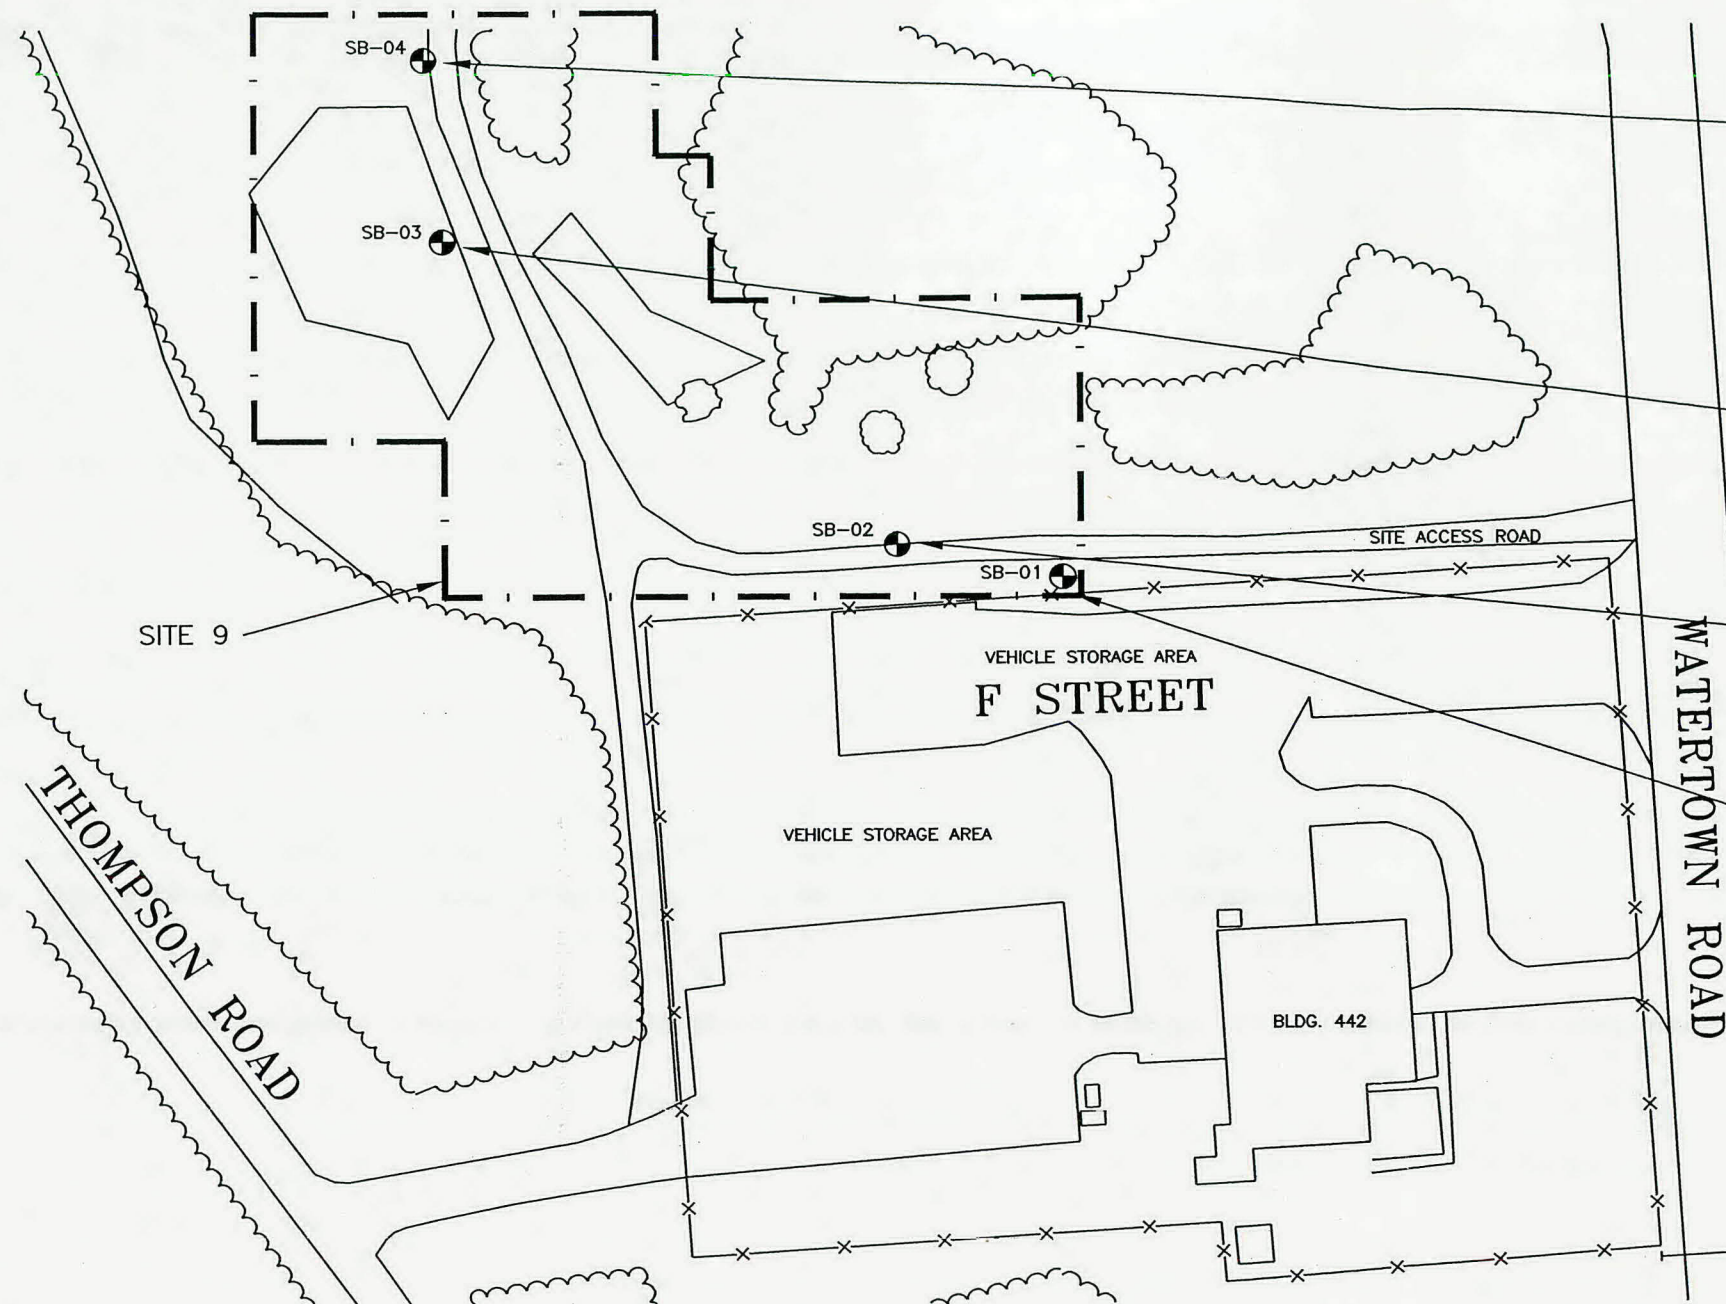 SB-04
SB-03
SB-02
SITE ACCESS ROAD
SB-01
SITE 9
VEHICLE STORAGE AREA
F STREET
WATERTOWN ROAD
THOMPSON ROAD
VEHICLE STORAGE AREA
BLDG. 442